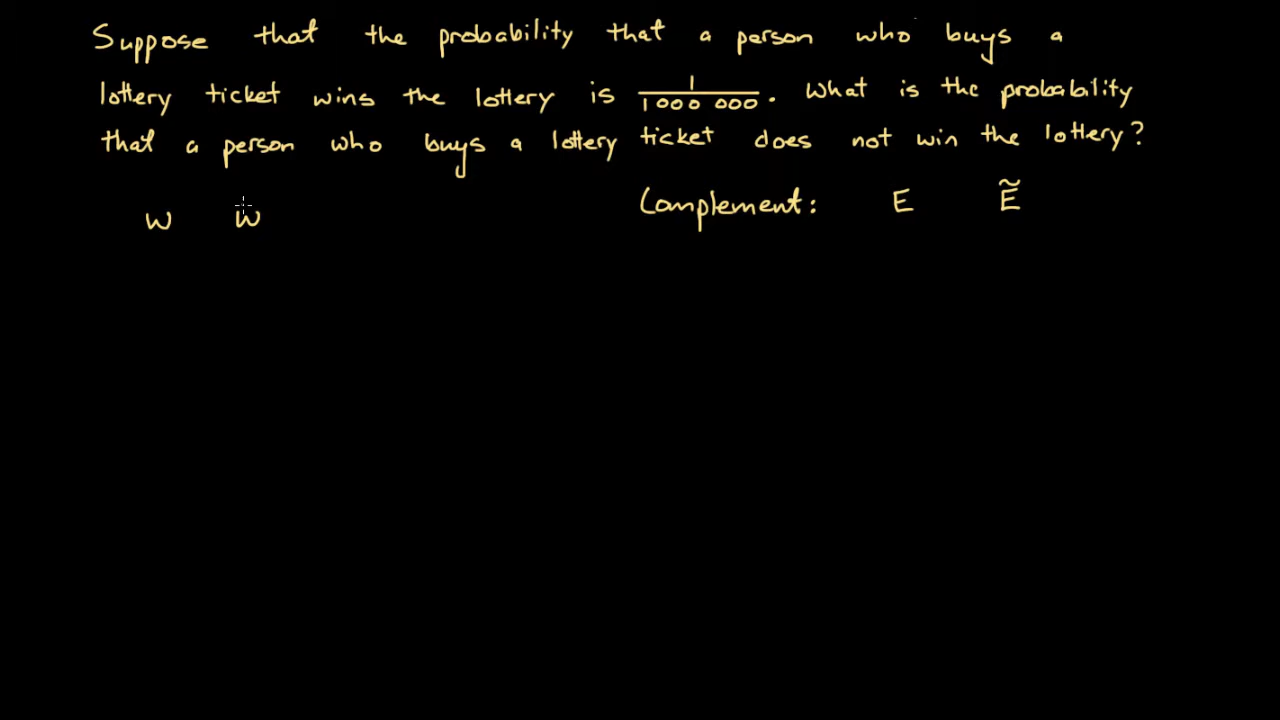 Suppose that the probability that a person who buys a
lottery ticket wins the lottery is 1/1 000 000. What is the probability
that a person who buys a lottery ticket does not win the lottery?
W W Complement: E Ẽ